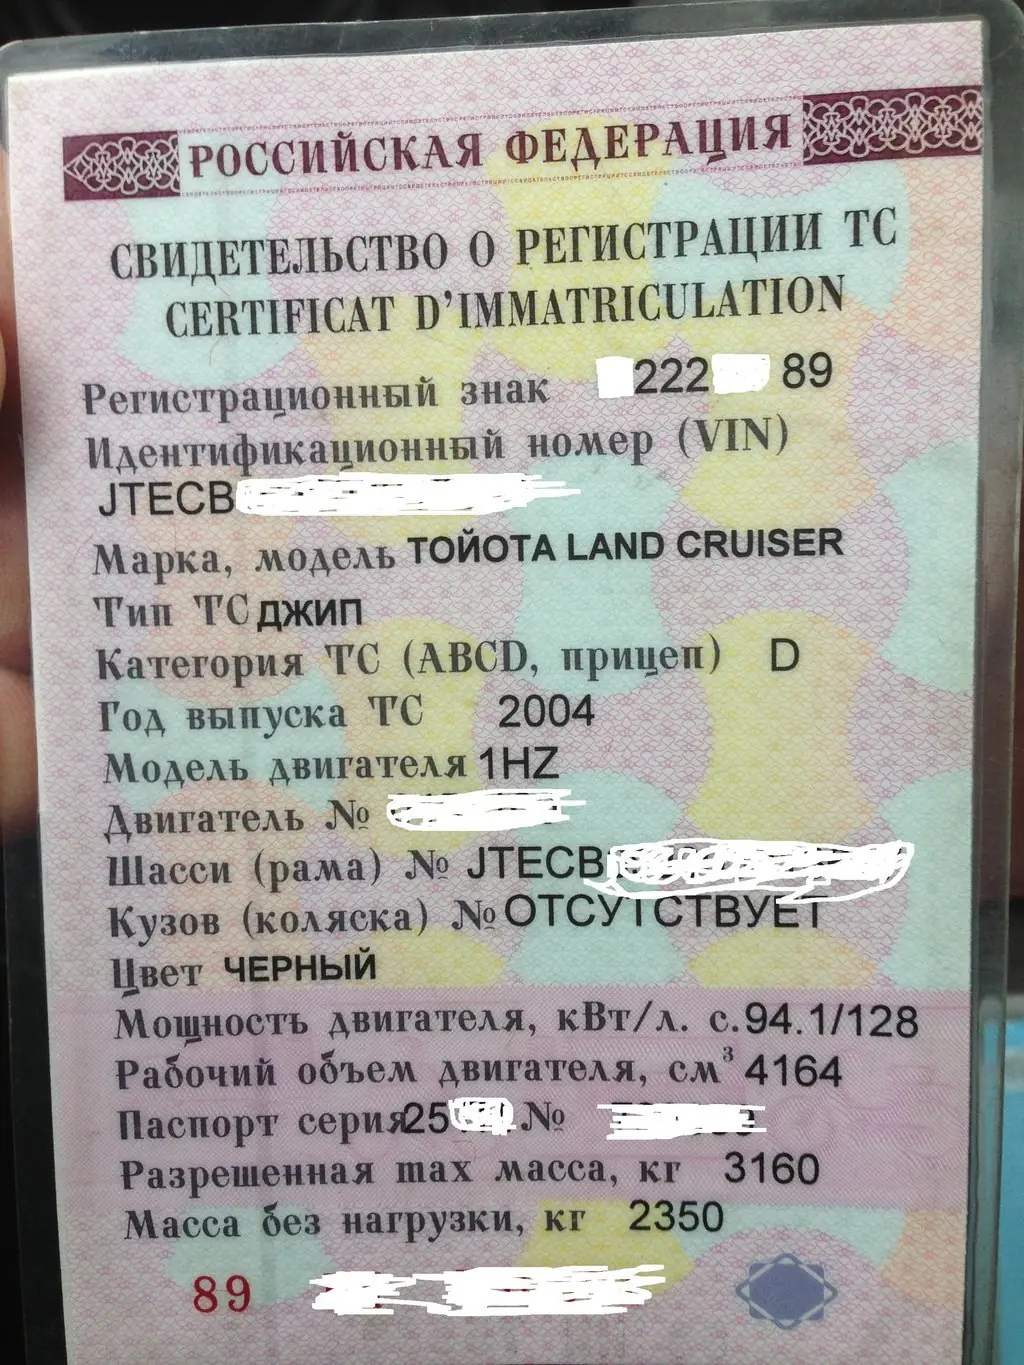 РОССИЙСКАЯ ФЕДЕРАЦИЯ
СВИДЕТЕЛЬСТВО О РЕГИСТРАЦИИ ТС
CERTIFICAT D'IMMATRICULATION
Регистрационный знак 222 89
Идентификационный номер (VIN)
JTECB
Марка, модель ТОЙОТА LAND CRUISER
Тип ТС ДЖИП
Категория ТС (ABCD, прицеп) D
Год выпуска ТС 2004
Модель двигателя 1HZ
Двигатель №
Шасси (рама) № JTECB
Кузов (коляска) № ОТСУТСТВУЕТ
Цвет ЧЕРНЫЙ
Мощность двигателя, кВт/л. с. 94.1/128
Рабочий объем двигателя, см³ 4164
Паспорт серия 25 №
Разрешенная max масса, кг 3160
Масса без нагрузки, кг 2350
89